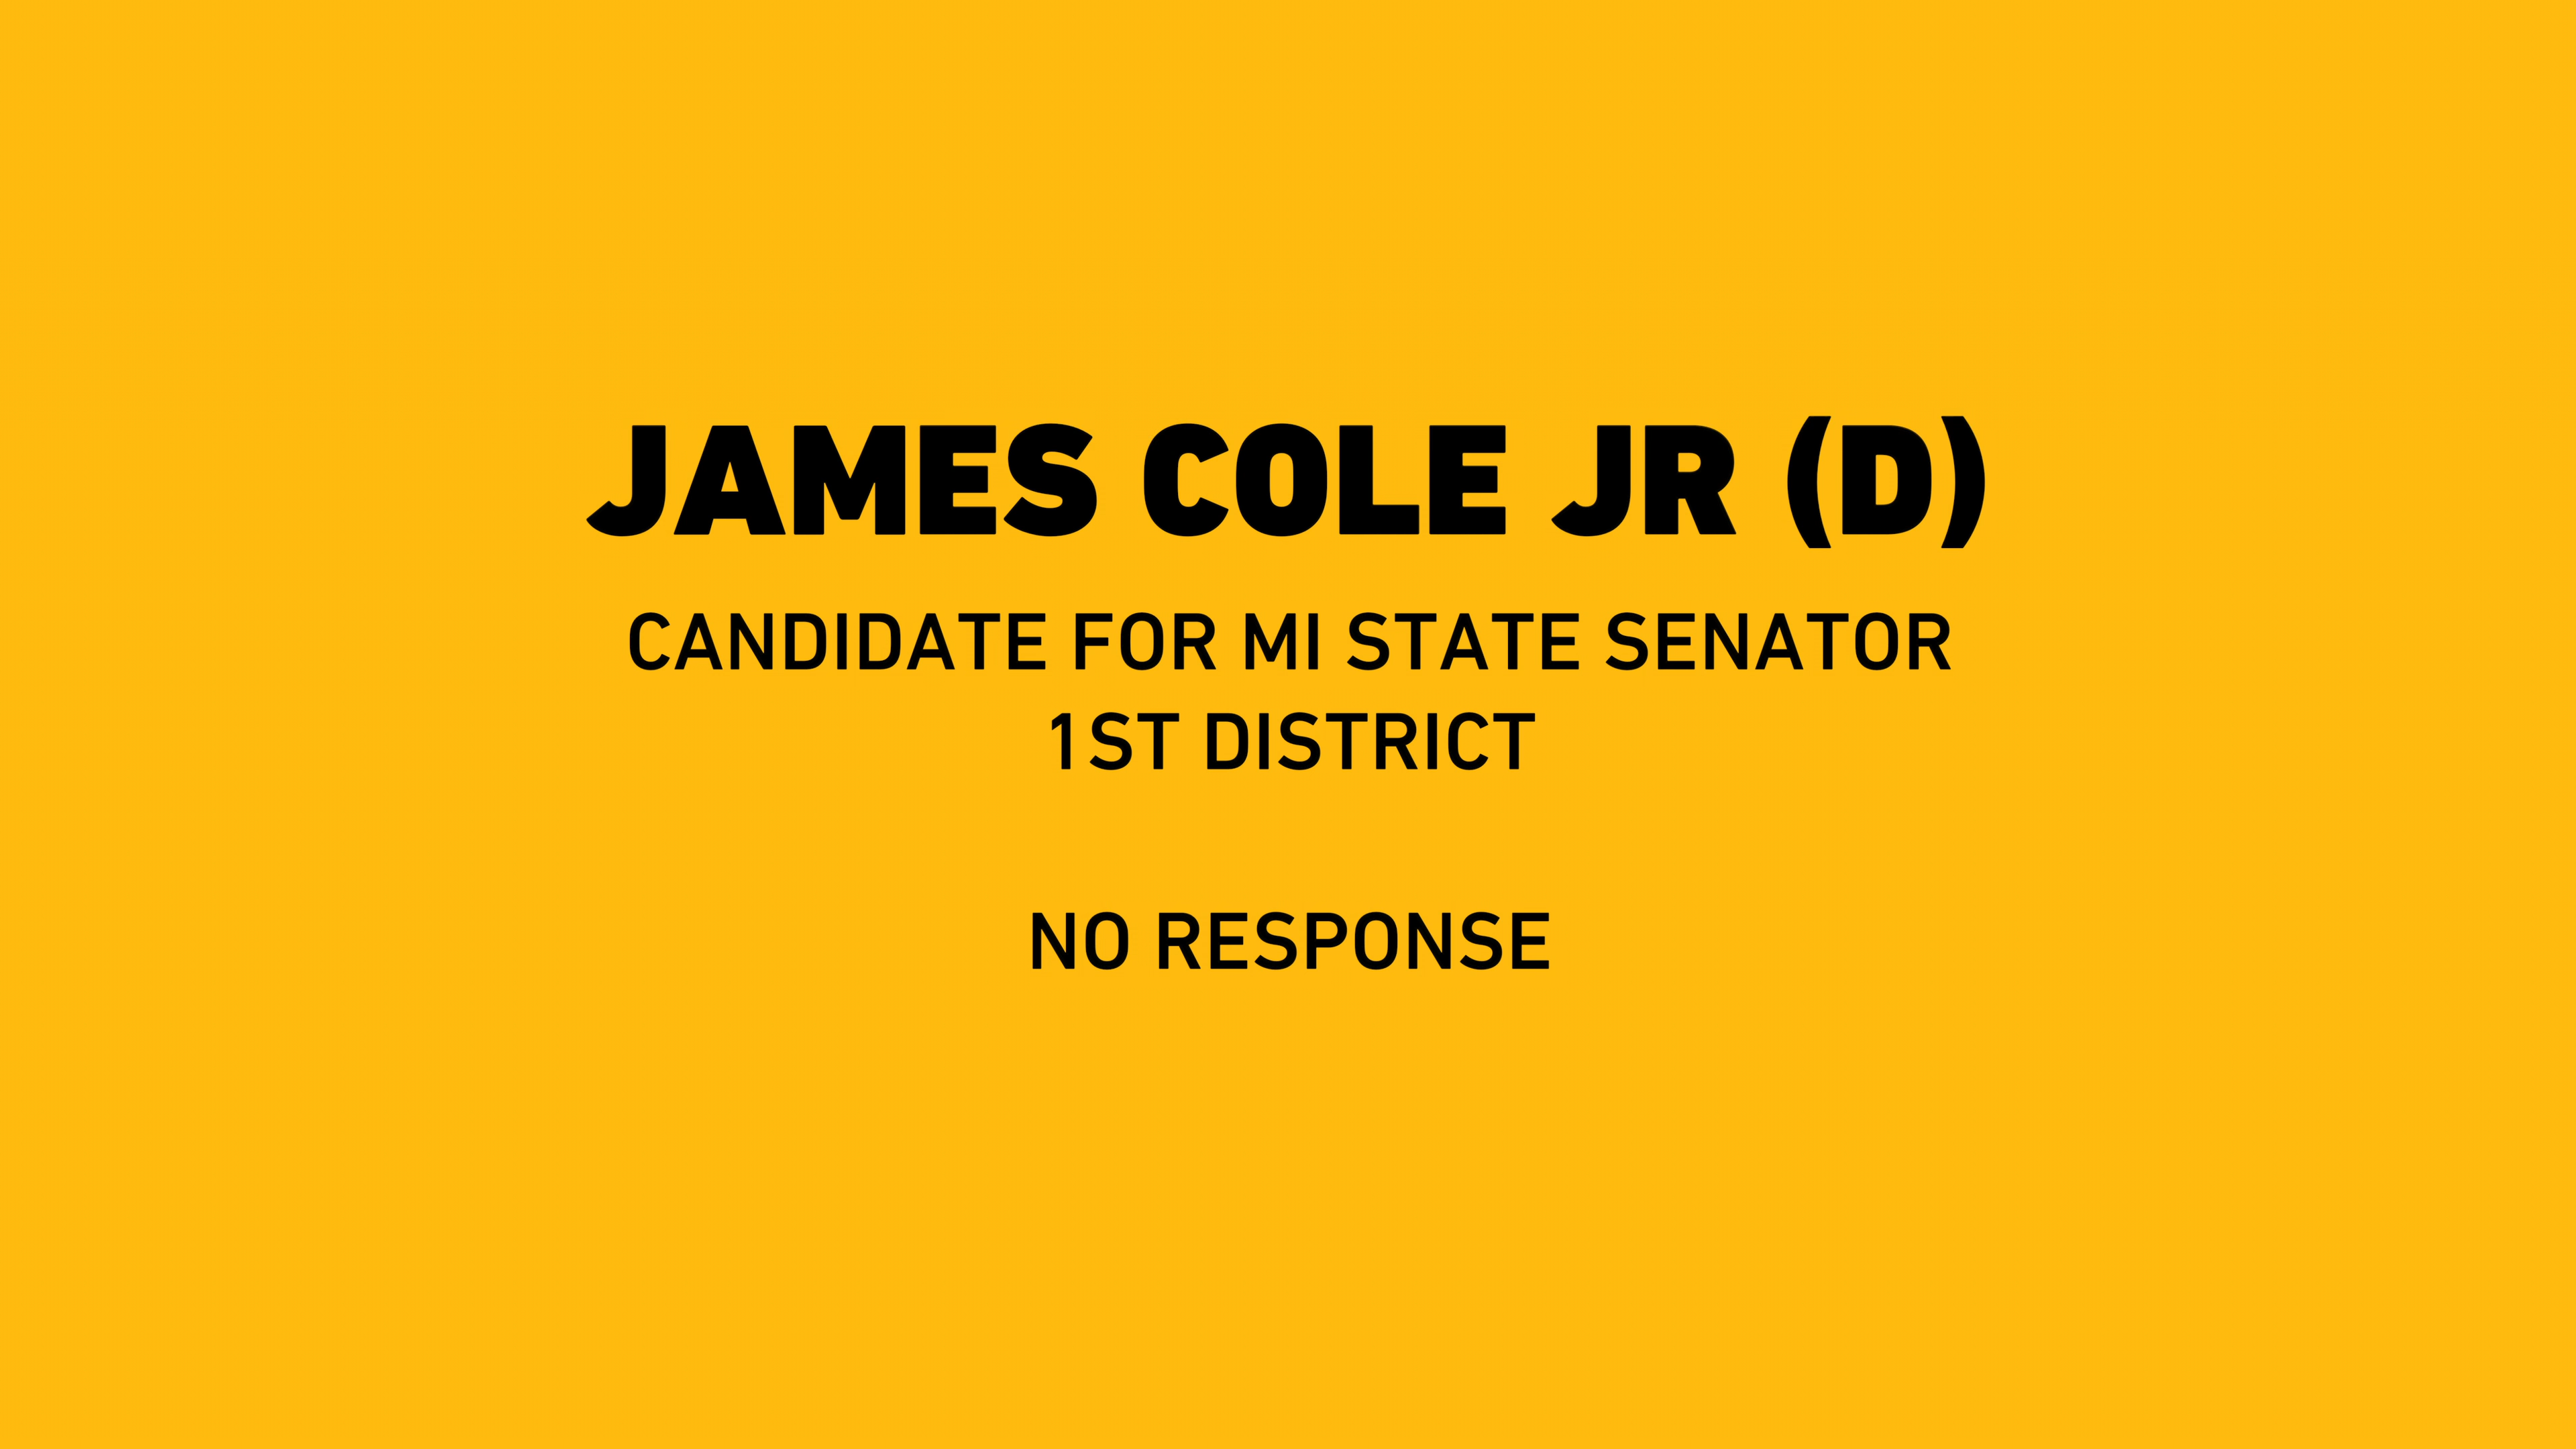 JAMES COLE JR (D)
CANDIDATE FOR MI STATE SENATOR
1ST DISTRICT
NO RESPONSE